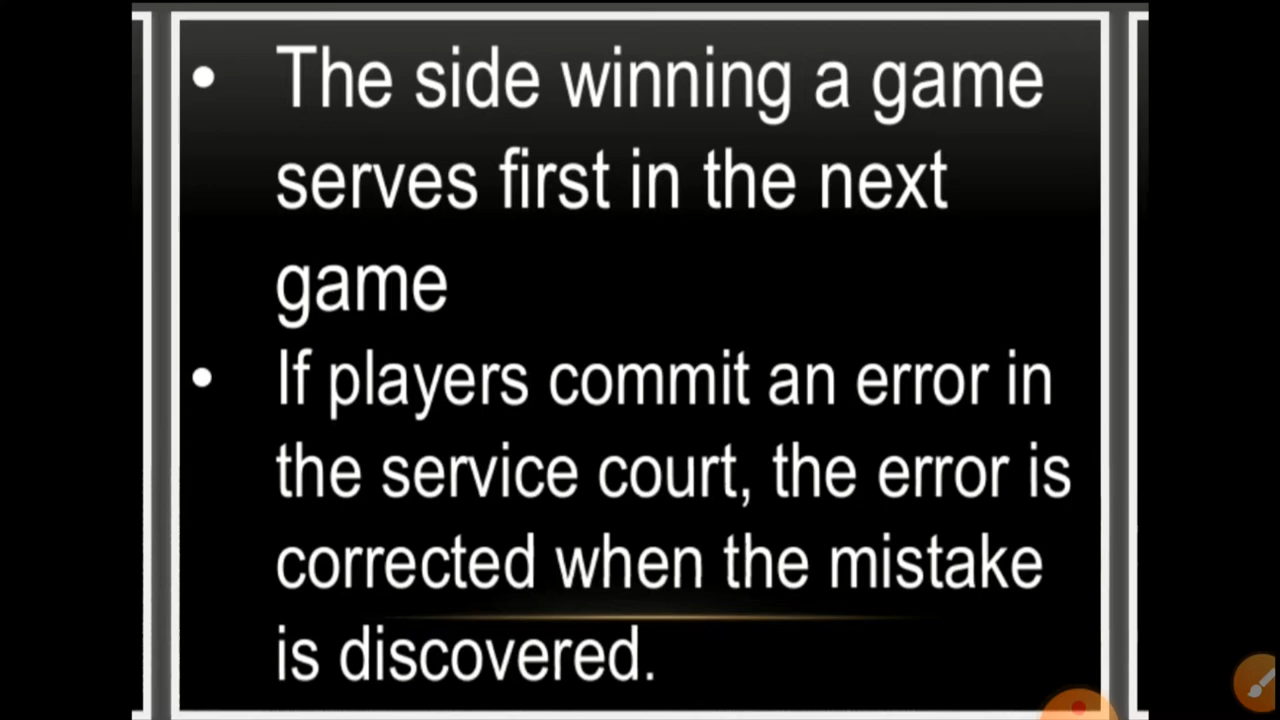 • The side winning a game
serves first in the next
game
• If players commit an error in
the service court, the error is
corrected when the mistake
is discovered.